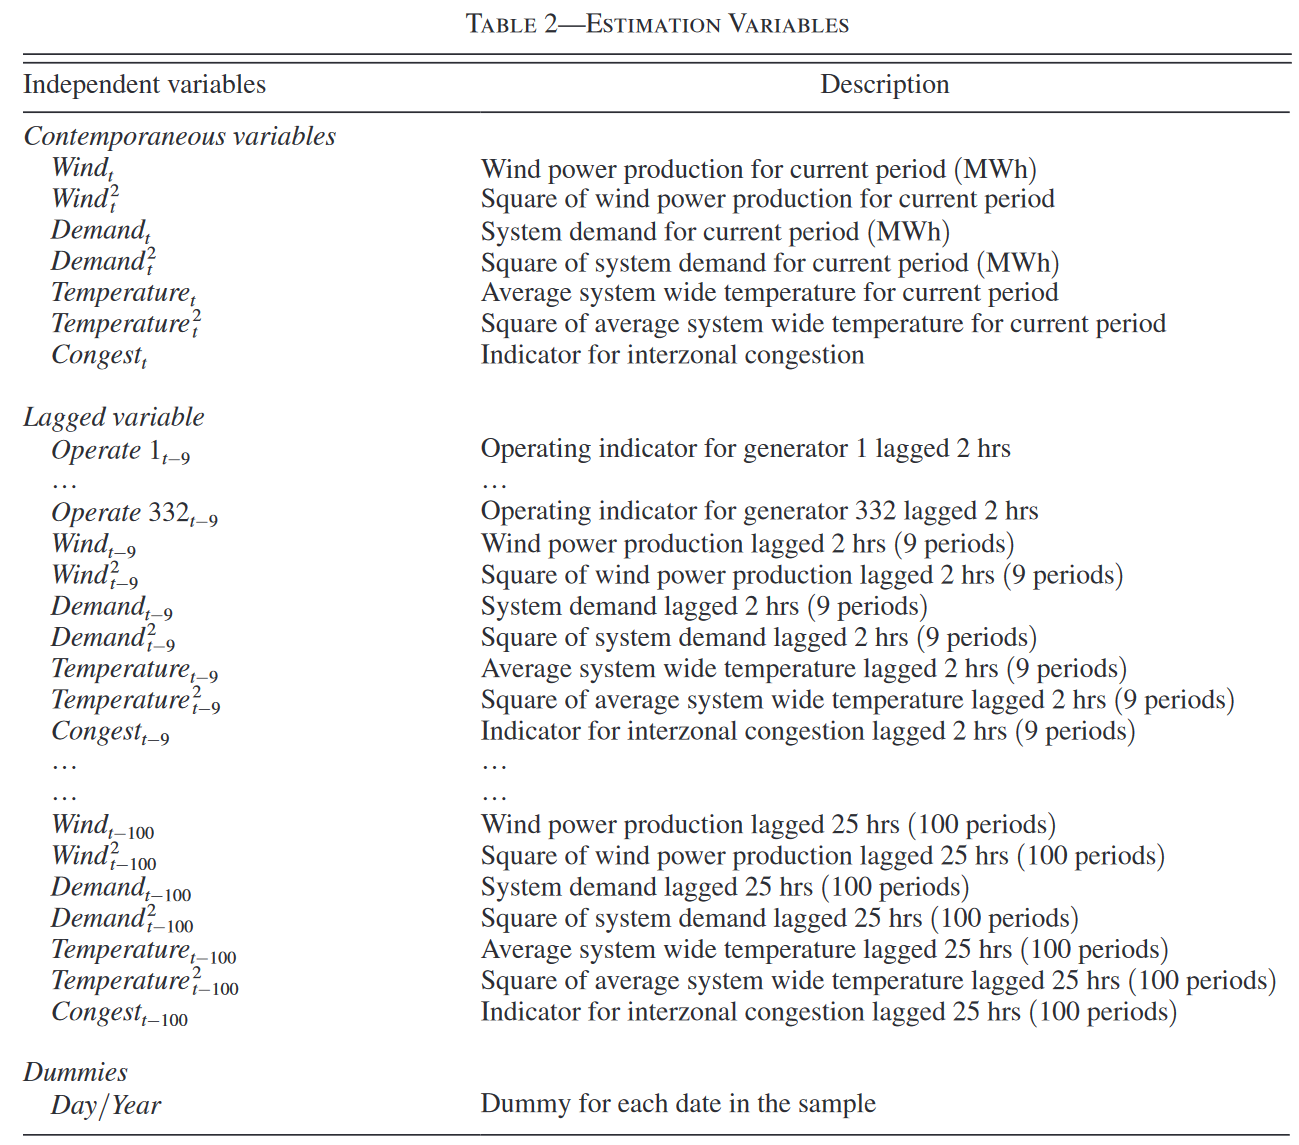 TABLE 2—ESTIMATION VARIABLES
Independent variables Description
Contemporaneous variables
Wind_t Wind power production for current period (MWh)
Wind_t^2 Square of wind power production for current period
Demand_t System demand for current period (MWh)
Demand_t^2 Square of system demand for current period (MWh)
Temperature_t Average system wide temperature for current period
Temperature_t^2 Square of average system wide temperature for current period
Congest_t Indicator for interzonal congestion
Lagged variable
Operate 1_{t−9} Operating indicator for generator 1 lagged 2 hrs
… …
Operate 332_{t−9} Operating indicator for generator 332 lagged 2 hrs
Wind_{t−9} Wind power production lagged 2 hrs (9 periods)
Wind_{t−9}^2 Square of wind power production lagged 2 hrs (9 periods)
Demand_{t−9} System demand lagged 2 hrs (9 periods)
Demand_{t−9}^2 Square of system demand lagged 2 hrs (9 periods)
Temperature_{t−9} Average system wide temperature lagged 2 hrs (9 periods)
Temperature_{t−9}^2 Square of average system wide temperature lagged 2 hrs (9 periods)
Congest_{t−9} Indicator for interzonal congestion lagged 2 hrs (9 periods)
… …
… …
Wind_{t−100} Wind power production lagged 25 hrs (100 periods)
Wind_{t−100}^2 Square of wind power production lagged 25 hrs (100 periods)
Demand_{t−100} System demand lagged 25 hrs (100 periods)
Demand_{t−100}^2 Square of system demand lagged 25 hrs (100 periods)
Temperature_{t−100} Average system wide temperature lagged 25 hrs (100 periods)
Temperature_{t−100}^2 Square of average system wide temperature lagged 25 hrs (100 periods)
Congest_{t−100} Indicator for interzonal congestion lagged 25 hrs (100 periods)
Dummies
Day/Year Dummy for each date in the sample